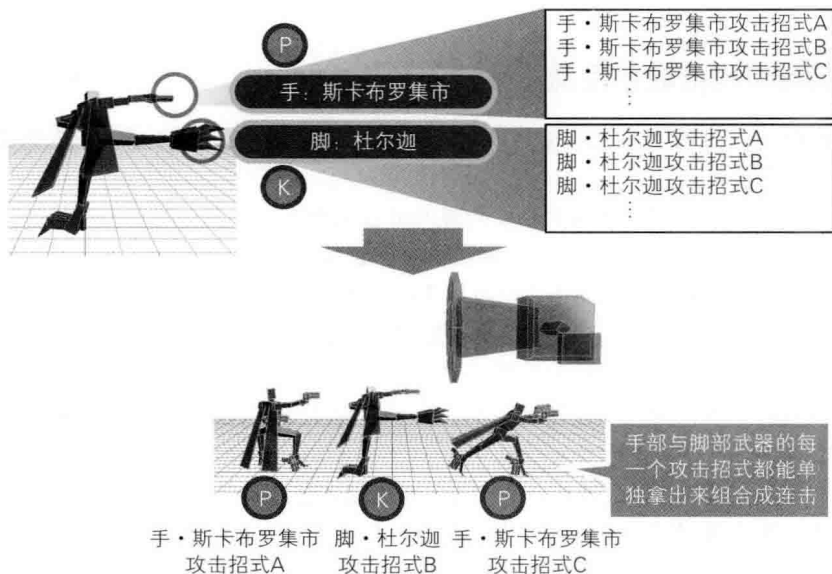 P
手：斯卡布罗集市
手・斯卡布罗集市攻击招式A
手・斯卡布罗集市攻击招式B
手・斯卡布罗集市攻击招式C
⋮
脚：杜尔迦
K
脚・杜尔迦攻击招式A
脚・杜尔迦攻击招式B
脚・杜尔迦攻击招式C
⋮
手部与脚部武器的每
一个攻击招式都能单
独拿出来组合成连击
P
K
P
手・斯卡布罗集市
攻击招式A
脚・杜尔迦
攻击招式B
手・斯卡布罗集市
攻击招式C